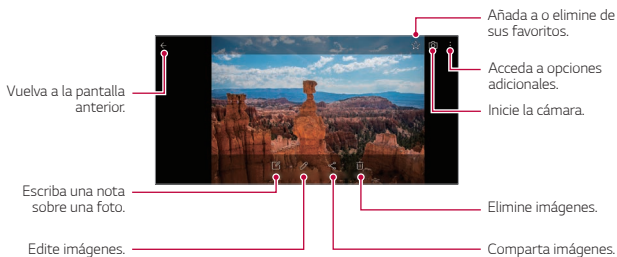 Añada a o elimine de
sus favoritos.
Acceda a opciones
adicionales.
Vuelva a la pantalla
anterior.
Inicie la cámara.
Escriba una nota
sobre una foto.
Elimine imágenes.
Edite imágenes.
Comparta imágenes.